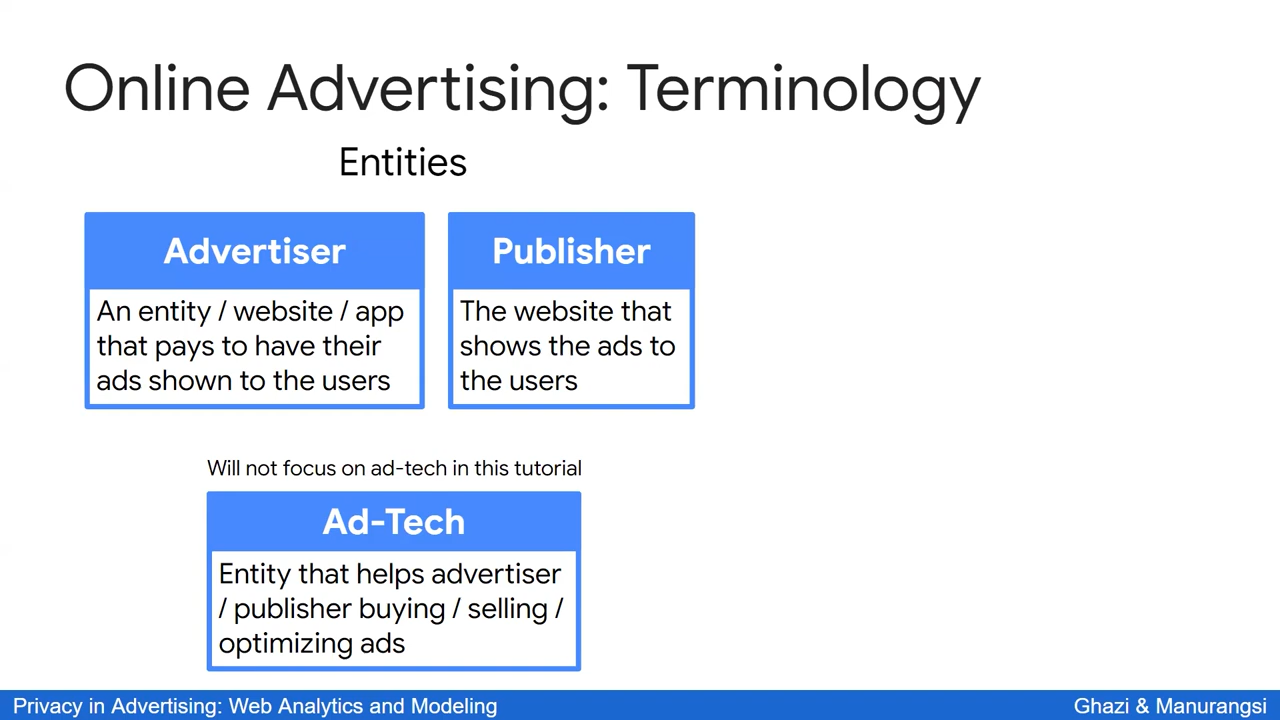 Online Advertising: Terminology
Entities
Advertiser
An entity / website / app
that pays to have their
ads shown to the users
Publisher
The website that
shows the ads to
the users
Will not focus on ad-tech in this tutorial
Ad-Tech
Entity that helps advertiser
/ publisher buying / selling /
optimizing ads
Privacy in Advertising: Web Analytics and Modeling
Ghazi & Manurangsi